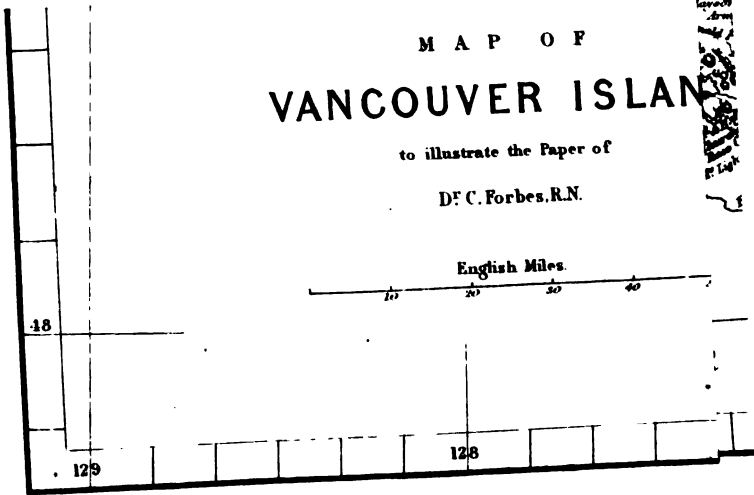 MAP OF
VANCOUVER ISLAN
to illustrate the Paper of
Dr. C. Forbes, R.N.
English Miles.
10 20 30 40
48
129 128